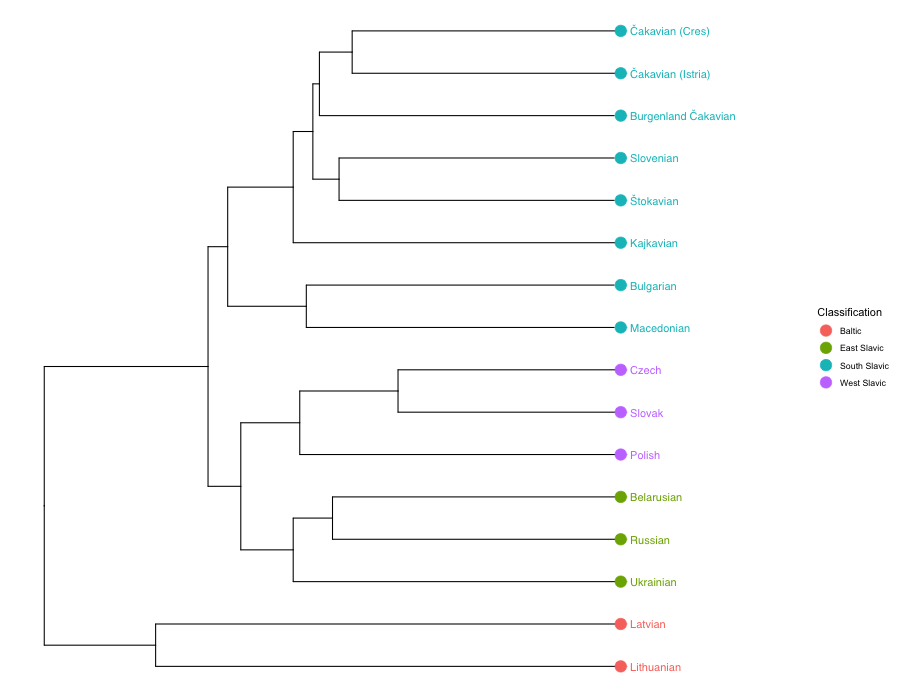 Čakavian (Cres)
Čakavian (Istria)
Burgenland Čakavian
Slovenian
Štokavian
Kajkavian
Bulgarian
Macedonian
Czech
Slovak
Polish
Belarusian
Russian
Ukrainian
Latvian
Lithuanian
Classification
Baltic
East Slavic
South Slavic
West Slavic